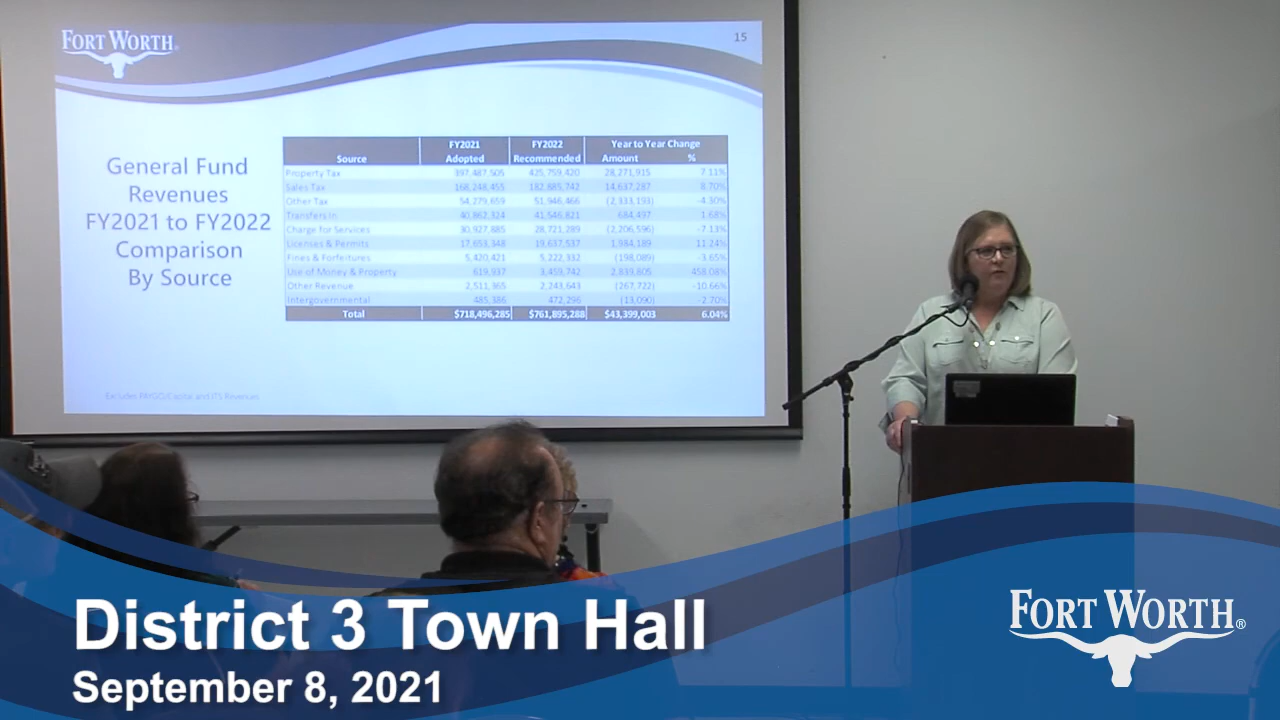 FORT WORTH®
15
General Fund
Revenues
FY2021 to FY2022
Comparison
By Source
Source FY2021 Adopted FY2022 Recommended Year to Year Change Amount %
Property Tax 397,487,505 425,759,420 28,271,915 7.11%
Sales Tax 168,248,455 182,885,742 14,637,287 8.70%
Other Tax 54,279,659 51,946,466 (2,333,193) -4.30%
Transfers In 40,862,324 41,546,821 684,497 1.68%
Charge for Services 30,927,885 28,721,289 (2,206,596) -7.13%
Licenses & Permits 17,653,348 19,637,537 1,984,189 11.24%
Fines & Forfeitures 5,420,421 5,222,332 (198,089) -3.65%
Use of Money & Property 619,937 3,459,742 2,839,805 458.08%
Other Revenue 2,511,365 2,243,643 (267,722) -10.66%
Intergovernmental 485,386 472,296 (13,090) -2.70%
Total $718,496,285 $761,895,288 $43,399,003 6.04%
Excludes PAYGO/Capital and ITS Revenues
District 3 Town Hall
September 8, 2021
FORT WORTH®